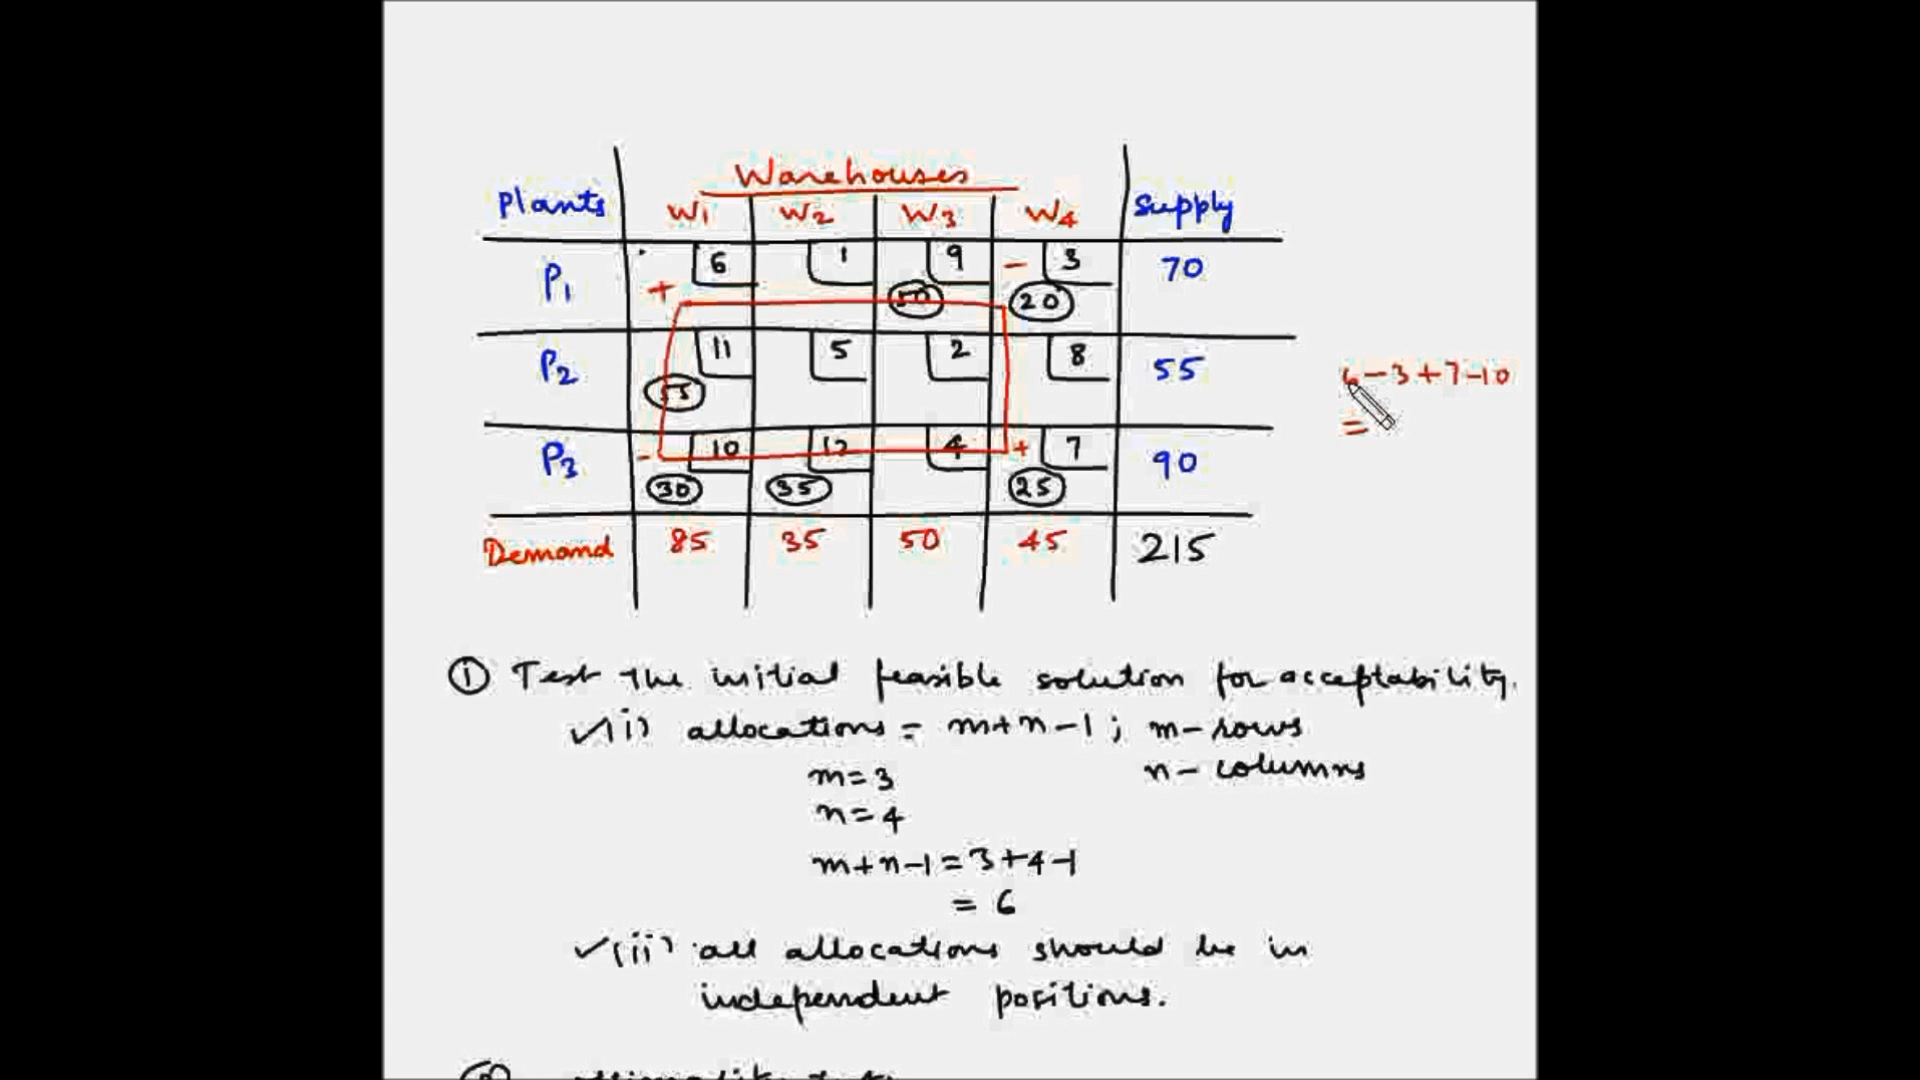 Warehouses
Plants W1 W2 W3 W4 Supply
P1 + 6 1 9 50 - 3 20 70
P2 11 55 5 2 8 55
6-3+7-10
=
P3 - 10 30 12 35 4 + 7 25 90
Demand 85 35 50 45 215
① Test the initial feasible solution for acceptability.
✓(i) allocations = m+n-1; m-rows
m=3 n-columns
n=4
m+n-1=3+4-1
= 6
✓(ii) all allocations should be in
independent positions.